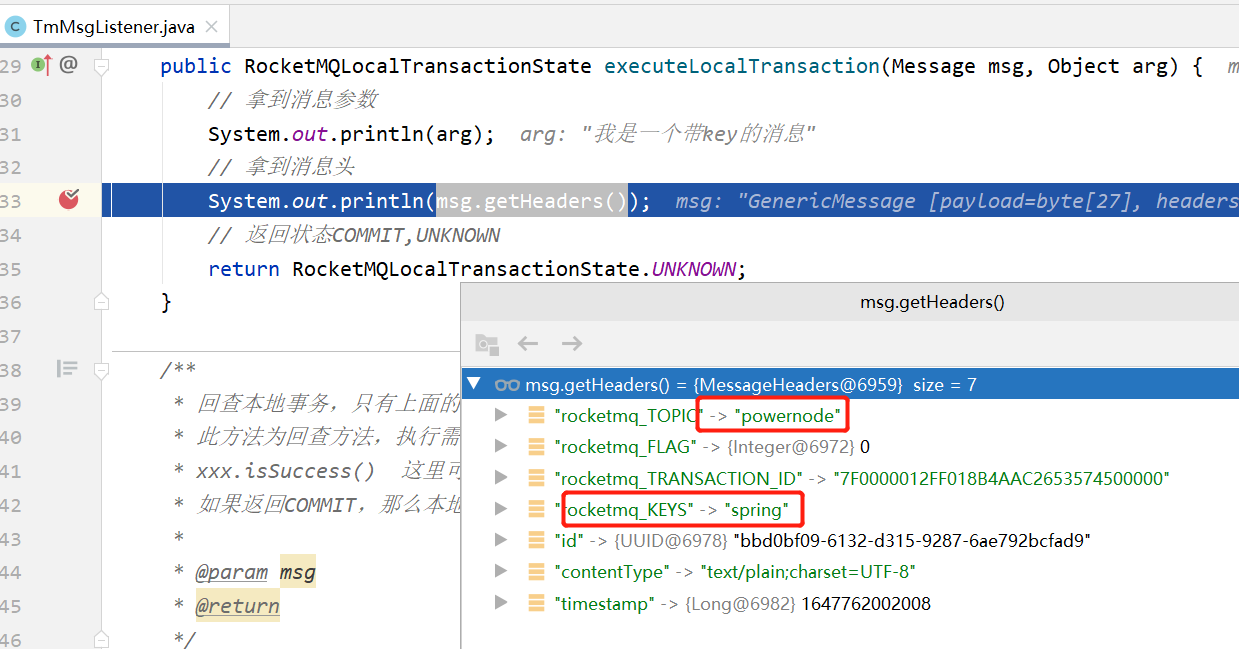 TmMsgListener.java
29 public RocketMQLocalTransactionState executeLocalTransaction(Message msg, Object arg) { m
30 // 拿到消息参数
31 System.out.println(arg); arg: "我是一个带key的消息"
32 // 拿到消息头
33 System.out.println(msg.getHeaders()); msg: "GenericMessage [payload=byte[27], headers
34 // 返回状态COMMIT,UNKNOWN
35 return RocketMQLocalTransactionState.UNKNOWN;
36 }
37
38 /**
39 * 回查本地事务，只有上面的
40 * 此方法为回查方法，执行需
41 * xxx.isSuccess() 这里可
42 * 如果返回COMMIT，那么本地
43 *
44 * @param msg
45 * @return
46 */
msg.getHeaders()
msg.getHeaders() = {MessageHeaders@6959} size = 7
"rocketmq_TOPIC" -> "powernode"
"rocketmq_FLAG" -> {Integer@6972} 0
"rocketmq_TRANSACTION_ID" -> "7F0000012FF018B4AAC2653574500000"
"rocketmq_KEYS" -> "spring"
"id" -> {UUID@6978} "bbd0bf09-6132-d315-9287-6ae792bcfad9"
"contentType" -> "text/plain;charset=UTF-8"
"timestamp" -> {Long@6982} 1647762002008